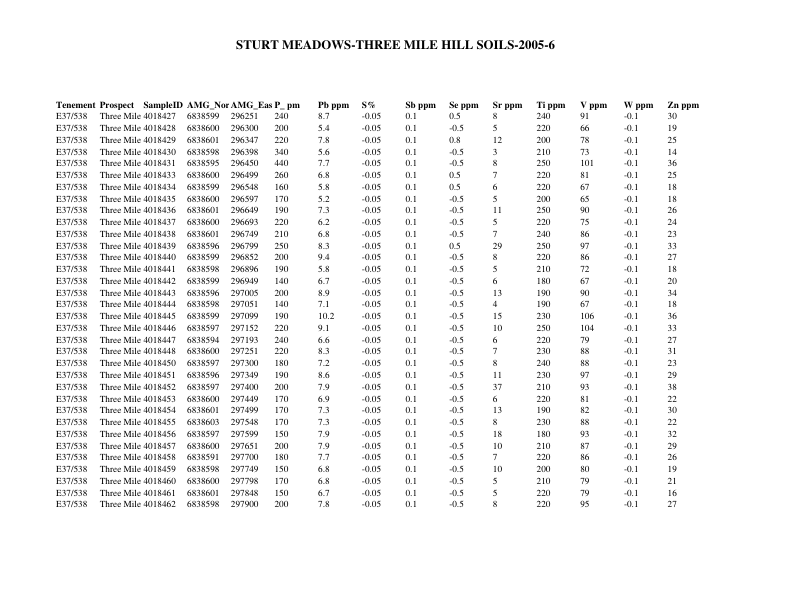 STURT MEADOWS-THREE MILE HILL SOILS-2005-6
Tenement Prospect SampleID AMG_Nor AMG_Eas P_ pm Pb ppm S% Sb ppm Se ppm Sr ppm Ti ppm V ppm W ppm Zn ppm
E37/538 Three Mile 4018427 6838599 296251 240 8.7 -0.05 0.1 0.5 8 240 91 -0.1 30
E37/538 Three Mile 4018428 6838600 296300 200 5.4 -0.05 0.1 -0.5 5 220 66 -0.1 19
E37/538 Three Mile 4018429 6838601 296347 220 7.8 -0.05 0.1 0.8 12 200 78 -0.1 25
E37/538 Three Mile 4018430 6838598 296398 340 5.6 -0.05 0.1 -0.5 3 210 73 -0.1 14
E37/538 Three Mile 4018431 6838595 296450 440 7.7 -0.05 0.1 -0.5 8 250 101 -0.1 36
E37/538 Three Mile 4018433 6838600 296499 260 6.8 -0.05 0.1 0.5 7 220 81 -0.1 25
E37/538 Three Mile 4018434 6838599 296548 160 5.8 -0.05 0.1 0.5 6 220 67 -0.1 18
E37/538 Three Mile 4018435 6838600 296597 170 5.2 -0.05 0.1 -0.5 5 200 65 -0.1 18
E37/538 Three Mile 4018436 6838601 296649 190 7.3 -0.05 0.1 -0.5 11 250 90 -0.1 26
E37/538 Three Mile 4018437 6838600 296693 220 6.2 -0.05 0.1 -0.5 5 220 75 -0.1 24
E37/538 Three Mile 4018438 6838601 296749 210 6.8 -0.05 0.1 -0.5 7 240 86 -0.1 23
E37/538 Three Mile 4018439 6838596 296799 250 8.3 -0.05 0.1 0.5 29 250 97 -0.1 33
E37/538 Three Mile 4018440 6838599 296852 200 9.4 -0.05 0.1 -0.5 8 220 86 -0.1 27
E37/538 Three Mile 4018441 6838598 296896 190 5.8 -0.05 0.1 -0.5 5 210 72 -0.1 18
E37/538 Three Mile 4018442 6838599 296949 140 6.7 -0.05 0.1 -0.5 6 180 67 -0.1 20
E37/538 Three Mile 4018443 6838596 297005 200 8.9 -0.05 0.1 -0.5 13 190 90 -0.1 34
E37/538 Three Mile 4018444 6838598 297051 140 7.1 -0.05 0.1 -0.5 4 190 67 -0.1 18
E37/538 Three Mile 4018445 6838599 297099 190 10.2 -0.05 0.1 -0.5 15 230 106 -0.1 36
E37/538 Three Mile 4018446 6838597 297152 220 9.1 -0.05 0.1 -0.5 10 250 104 -0.1 33
E37/538 Three Mile 4018447 6838594 297193 240 6.6 -0.05 0.1 -0.5 6 220 79 -0.1 27
E37/538 Three Mile 4018448 6838600 297251 220 8.3 -0.05 0.1 -0.5 7 230 88 -0.1 31
E37/538 Three Mile 4018450 6838597 297300 180 7.2 -0.05 0.1 -0.5 8 240 88 -0.1 23
E37/538 Three Mile 4018451 6838596 297349 190 8.6 -0.05 0.1 -0.5 11 230 97 -0.1 29
E37/538 Three Mile 4018452 6838597 297400 200 7.9 -0.05 0.1 -0.5 37 210 93 -0.1 38
E37/538 Three Mile 4018453 6838600 297449 170 6.9 -0.05 0.1 -0.5 6 220 81 -0.1 22
E37/538 Three Mile 4018454 6838601 297499 170 7.3 -0.05 0.1 -0.5 13 190 82 -0.1 30
E37/538 Three Mile 4018455 6838603 297548 170 7.3 -0.05 0.1 -0.5 8 230 88 -0.1 22
E37/538 Three Mile 4018456 6838597 297599 150 7.9 -0.05 0.1 -0.5 18 180 93 -0.1 32
E37/538 Three Mile 4018457 6838600 297651 200 7.9 -0.05 0.1 -0.5 10 210 87 -0.1 29
E37/538 Three Mile 4018458 6838591 297700 180 7.7 -0.05 0.1 -0.5 7 220 86 -0.1 26
E37/538 Three Mile 4018459 6838598 297749 150 6.8 -0.05 0.1 -0.5 10 200 80 -0.1 19
E37/538 Three Mile 4018460 6838600 297798 170 6.8 -0.05 0.1 -0.5 5 210 79 -0.1 21
E37/538 Three Mile 4018461 6838601 297848 150 6.7 -0.05 0.1 -0.5 5 220 79 -0.1 16
E37/538 Three Mile 4018462 6838598 297900 200 7.8 -0.05 0.1 -0.5 8 220 95 -0.1 27